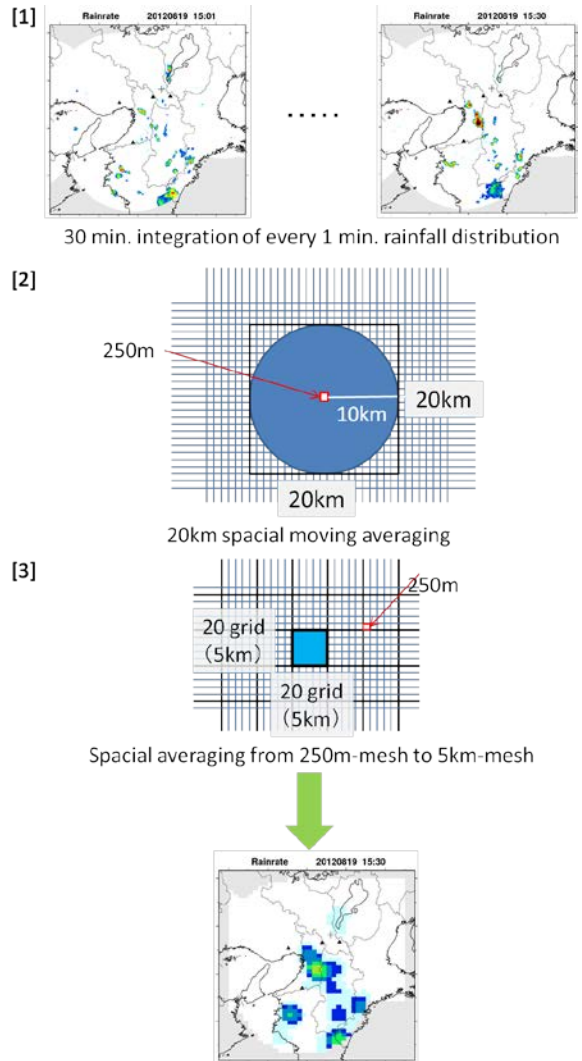 [1]
Rainrate 20120819 15:01
Rainrate 20120819 15:30
.....
30 min. integration of every 1 min. rainfall distribution
[2]
250m
10km
20km
20km
20km spacial moving averaging
[3]
250m
20 grid
（5km）
20 grid
（5km）
Spacial averaging from 250m-mesh to 5km-mesh
Rainrate 20120819 15:30